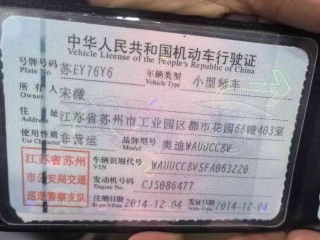 中华人民共和国机动车行驶证
Vehicle License of the People's Republic of China
号牌号码 苏EY76Y6 车辆类型 小型轿车
Plate No. Vehicle Type
所有人 宋薇
Owner
住址 江苏省苏州市工业园区都市花园68幢403室
Address
使用性质 非营运 品牌型号 奥迪WAUUCC8V
Use Character Model
江苏省苏州 车辆识别代号 WAUUCC8V5FA063220
VIN
市公安局交通 发动机号码 CJS086477
Engine No.
巡逻警察支队 注册日期 2014-12-04 发证日期 2014-12-04
Register Date Issue Date